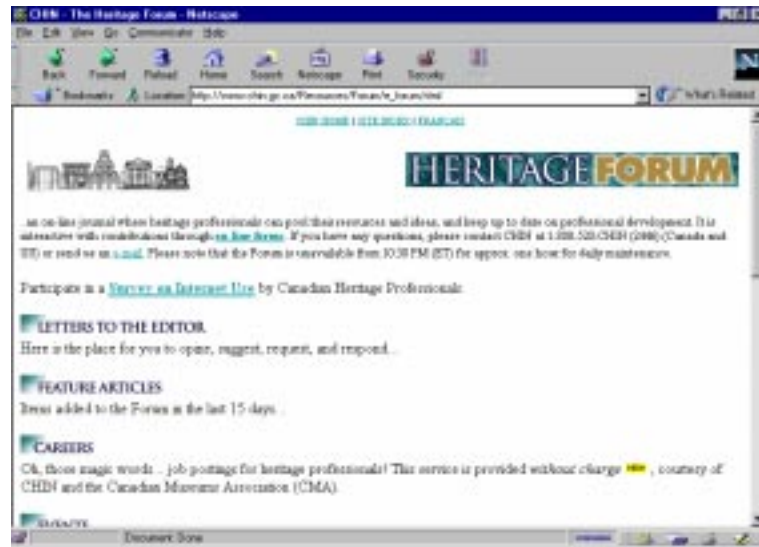 CHIN - The Heritage Forum - Netscape
File Edit View Go Communicator Help
Back Forward Reload Home Search Netscape Print Security
Bookmarks Location: What's Related
CHIN HOME | SITE INDEX | FRANÇAIS
HERITAGE FORUM
...an on-line journal where heritage professionals can pool their resources and ideas, and keep up to date on professional development. It is
interactive with contributions through on line forms. If you have any questions, please contact CHIN at 1.800.520.CHIN (2446) (Canada and
US) or send us an e.mail. Please note that the Forum is unavailable from 10:30 PM (ET) for approx. one hour for daily maintenance.
Participate in a Survey on Internet Use by Canadian Heritage Professionals.
LETTERS TO THE EDITOR
Here is the place for you to opine, suggest, request, and respond...
FEATURE ARTICLES
Items added to the Forum in the last 15 days...
CAREERS
Oh, those magic words... job postings for heritage professionals! This service is provided without charge NEW , courtesy of
CHIN and the Canadian Museums Association (CMA).
Document: Done